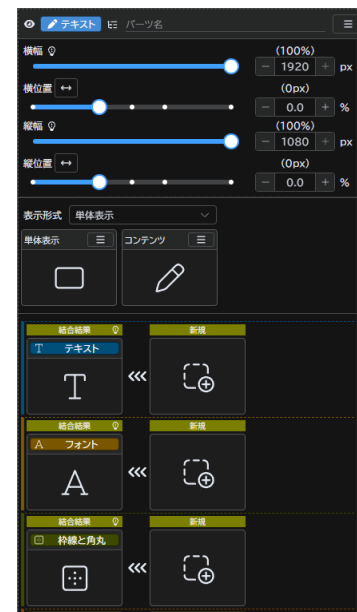 テキスト パーツ名
横幅 (100%)
− 1920 + px
横位置 ↔ (0px)
− 0.0 + %
縦幅 (100%)
− 1080 + px
縦位置 ↔ (0px)
− 0.0 + %
表示形式 単体表示
単体表示 コンテンツ
結合結果 新規
T テキスト
T
結合結果 新規
A フォント
A
結合結果 新規
枠線と角丸